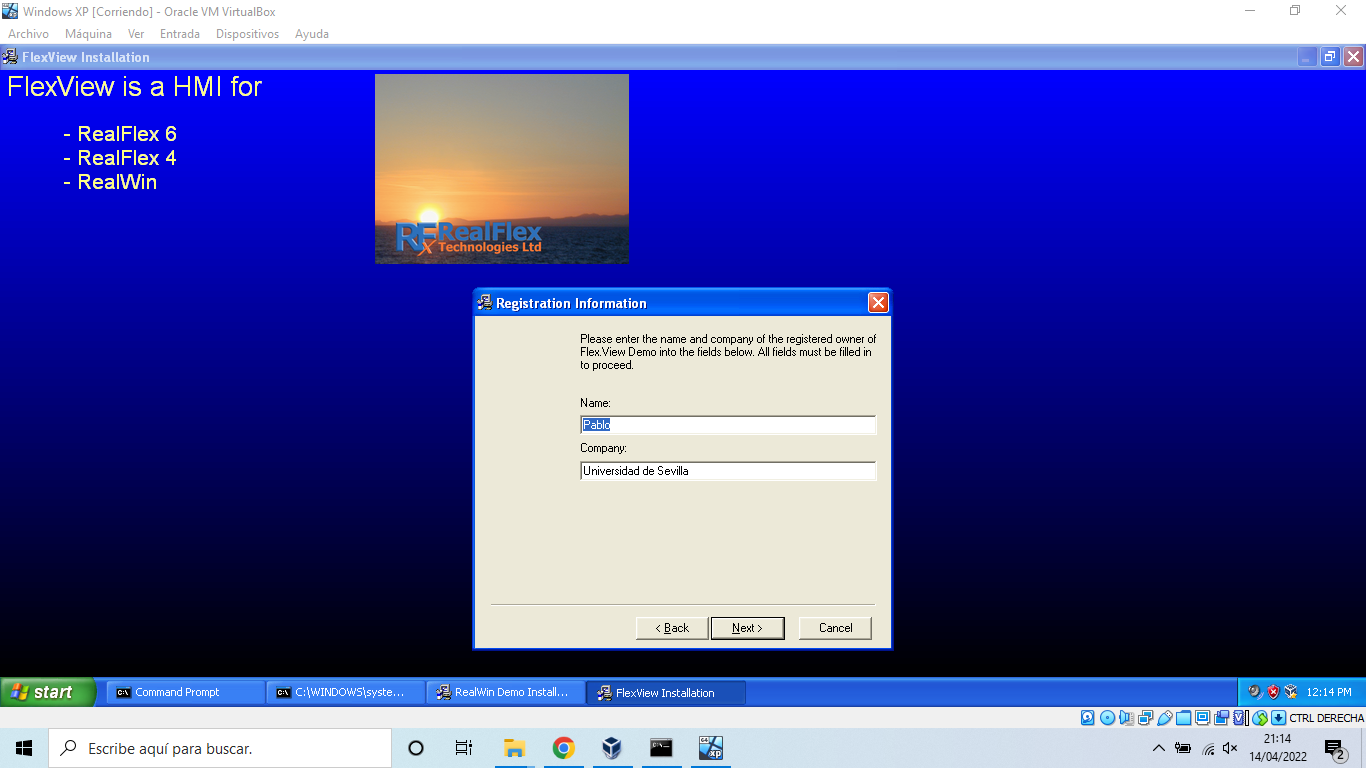 Windows XP [Corriendo] - Oracle VM VirtualBox
Archivo Máquina Ver Entrada Dispositivos Ayuda
FlexView Installation
FlexView is a HMI for
- RealFlex 6
- RealFlex 4
- RealWin
RFx RealFlex
Technologies Ltd
Registration Information
Please enter the name and company of the registered owner of
Flex.View Demo into the fields below. All fields must be filled in
to proceed.
Name:
Pablo
Company:
Universidad de Sevilla
< Back Next > Cancel
start Command Prompt C:\WINDOWS\syste... RealWin Demo Install... FlexView Installation 12:14 PM
CTRL DERECHA
Escribe aquí para buscar. 21:14
14/04/2022 2